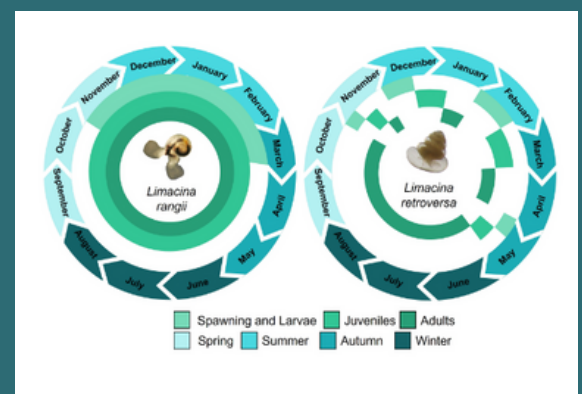 December
January
February
March
April
May
June
July
August
September
October
November
Limacina
rangii
December
January
February
March
April
May
June
July
August
September
October
November
Limacina
retroversa
Spawning and Larvae
Juveniles
Adults
Spring
Summer
Autumn
Winter